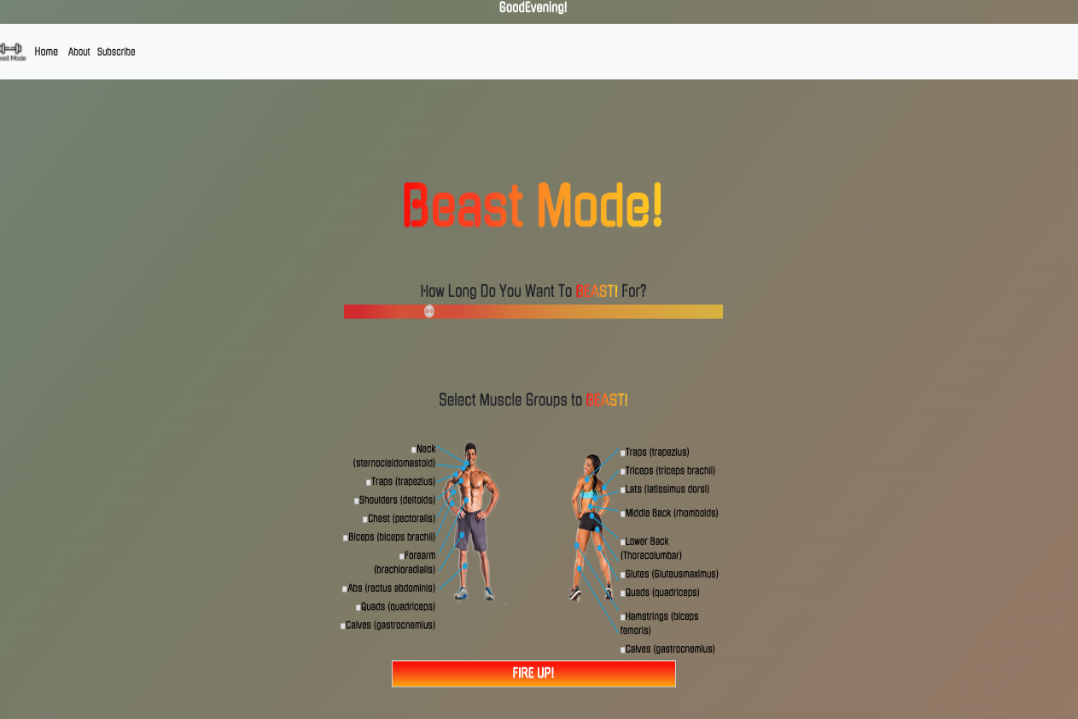 GoodEvening!
Beast Mode
Home About Subscribe
Beast Mode!
How Long Do You Want To BEAST! For?
Select Muscle Groups to BEAST!
Neck
(sternocleidomastoid)
Traps (trapezius)
Shoulders (deltoids)
Chest (pectoralis)
Biceps (biceps brachii)
Forearm
(brachioradialis)
Abs (rectus abdominis)
Quads (quadriceps)
Calves (gastrocnemius)
Traps (trapezius)
Triceps (triceps brachii)
Lats (latissimus dorsi)
Middle Back (rhomboids)
Lower Back
(Thoracolumbar)
Glutes (Gluteusmaximus)
Quads (quadriceps)
Hamstrings (biceps
femoris)
Calves (gastrocnemius)
FIRE UP!